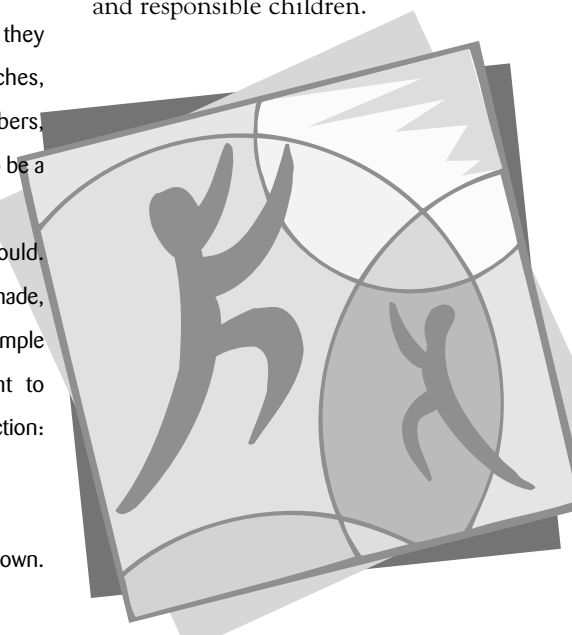 and responsible children.
they
ches,
bers,
be a
ould.
nade,
mple
nt to
ction:
own.